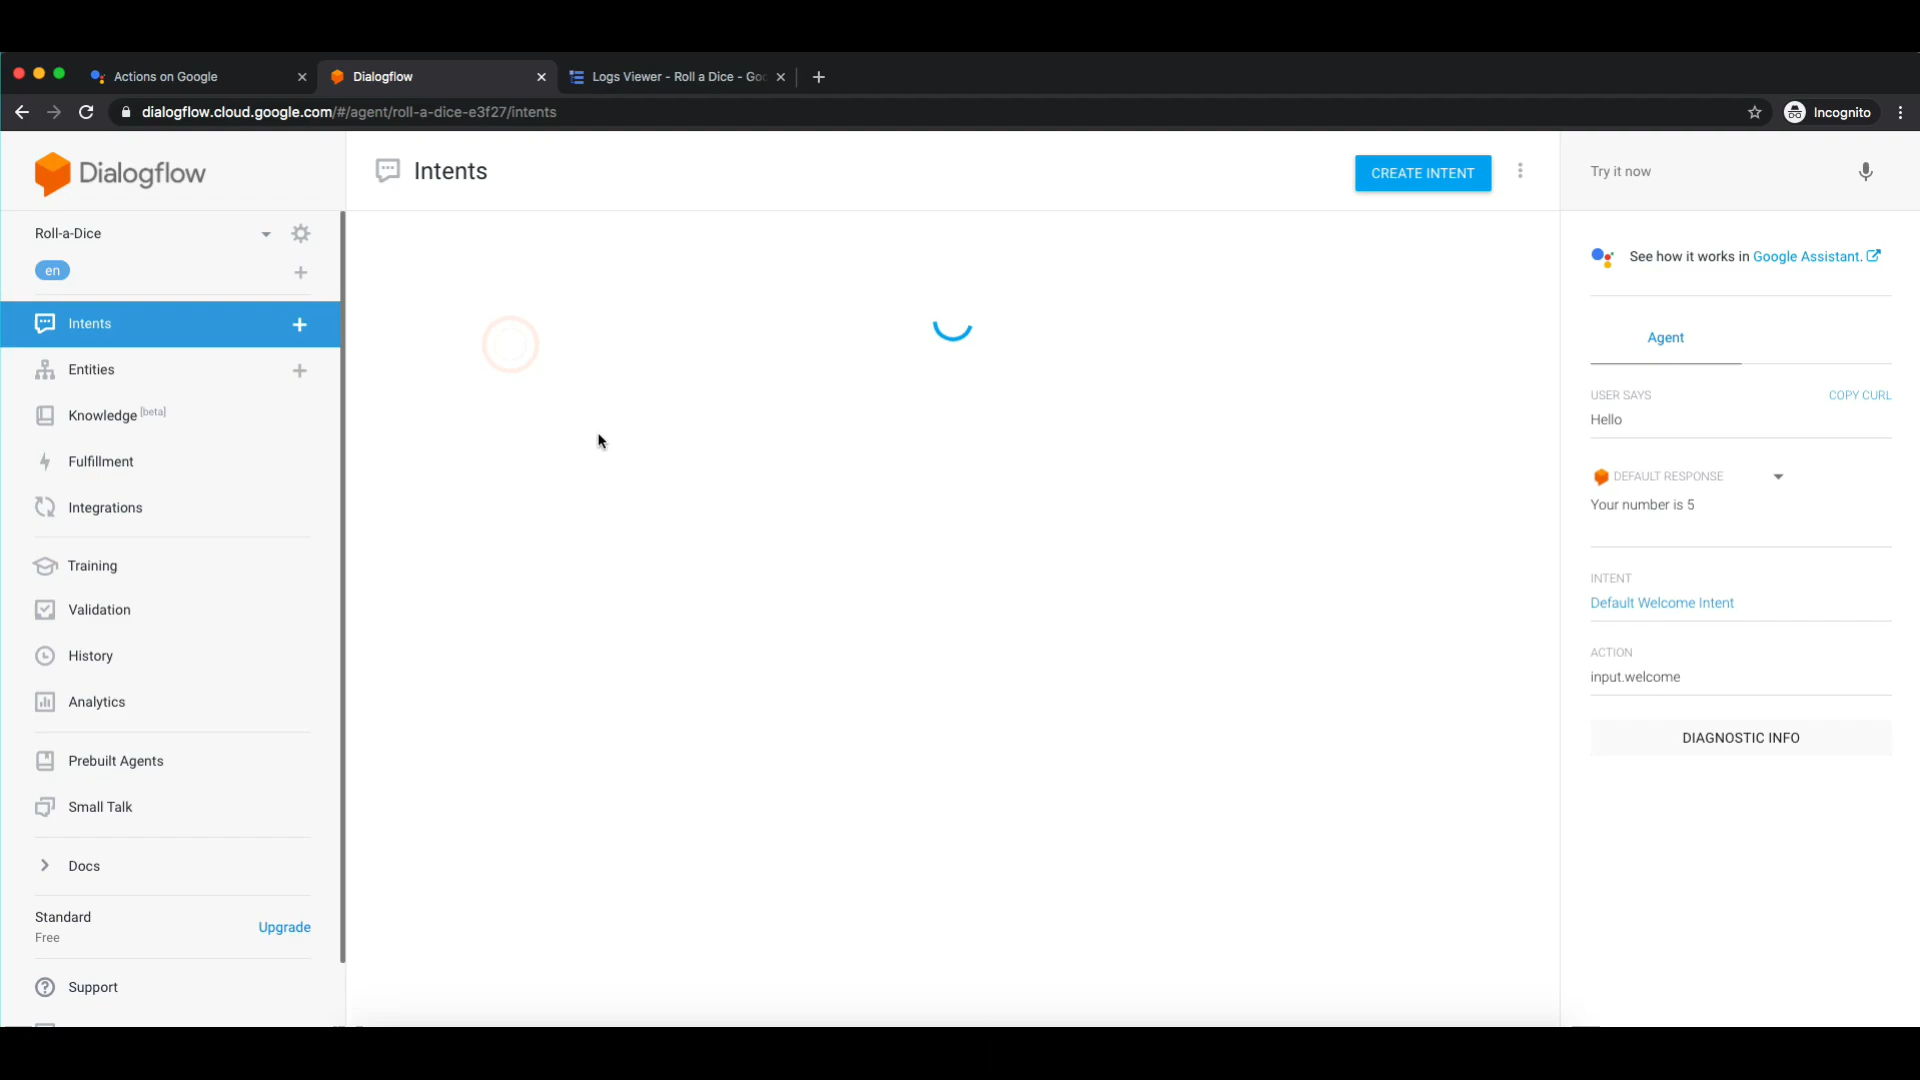 Actions on Google
Dialogflow
Logs Viewer - Roll a Dice - Goo
dialogflow.cloud.google.com/#/agent/roll-a-dice-e3f27/intents
Incognito
Dialogflow
Intents
CREATE INTENT
Try it now
Roll-a-Dice
en
See how it works in Google Assistant.
Intents
Agent
Entities
Knowledge [beta]
USER SAYS
COPY CURL
Hello
Fulfillment
DEFAULT RESPONSE
Integrations
Your number is 5
Training
INTENT
Validation
Default Welcome Intent
History
ACTION
input.welcome
Analytics
DIAGNOSTIC INFO
Prebuilt Agents
Small Talk
Docs
Standard
Free
Upgrade
Support